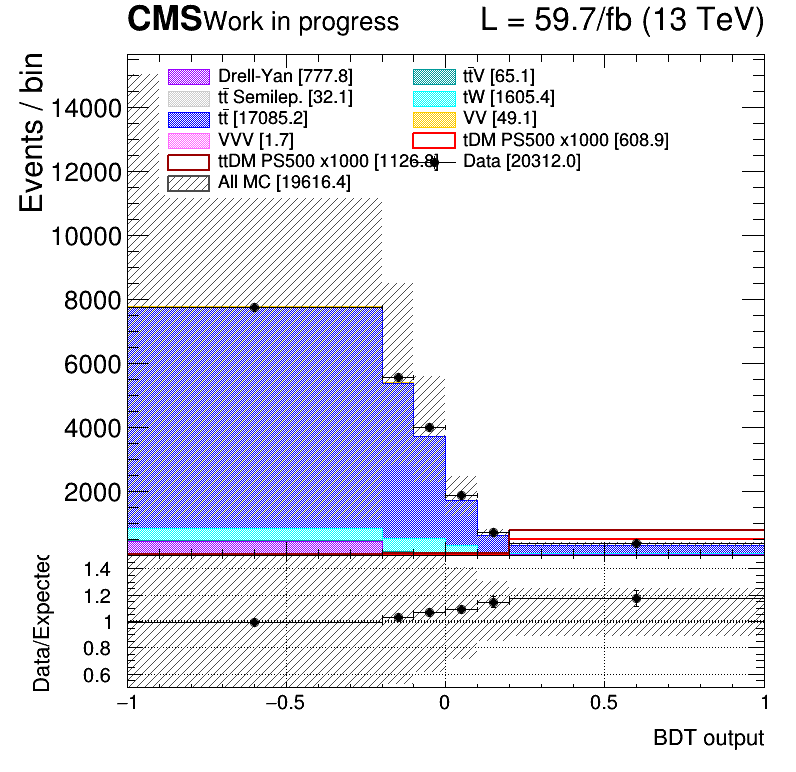 CMS Work in progress L = 59.7/fb (13 TeV)
Events / bin
Drell-Yan [777.8] tt̄V [65.1]
tt̄ Semilep. [32.1] tW [1605.4]
tt̄ [17085.2] VV [49.1]
VVV [1.7] tDM PS500 x1000 [608.9]
ttDM PS500 x1000 [1126.8] Data [20312.0]
All MC [19616.4]
14000
12000
10000
8000
6000
4000
2000
Data/Expected
1.4
1.2
1
0.8
0.6
−1 −0.5 0 0.5 1
BDT output